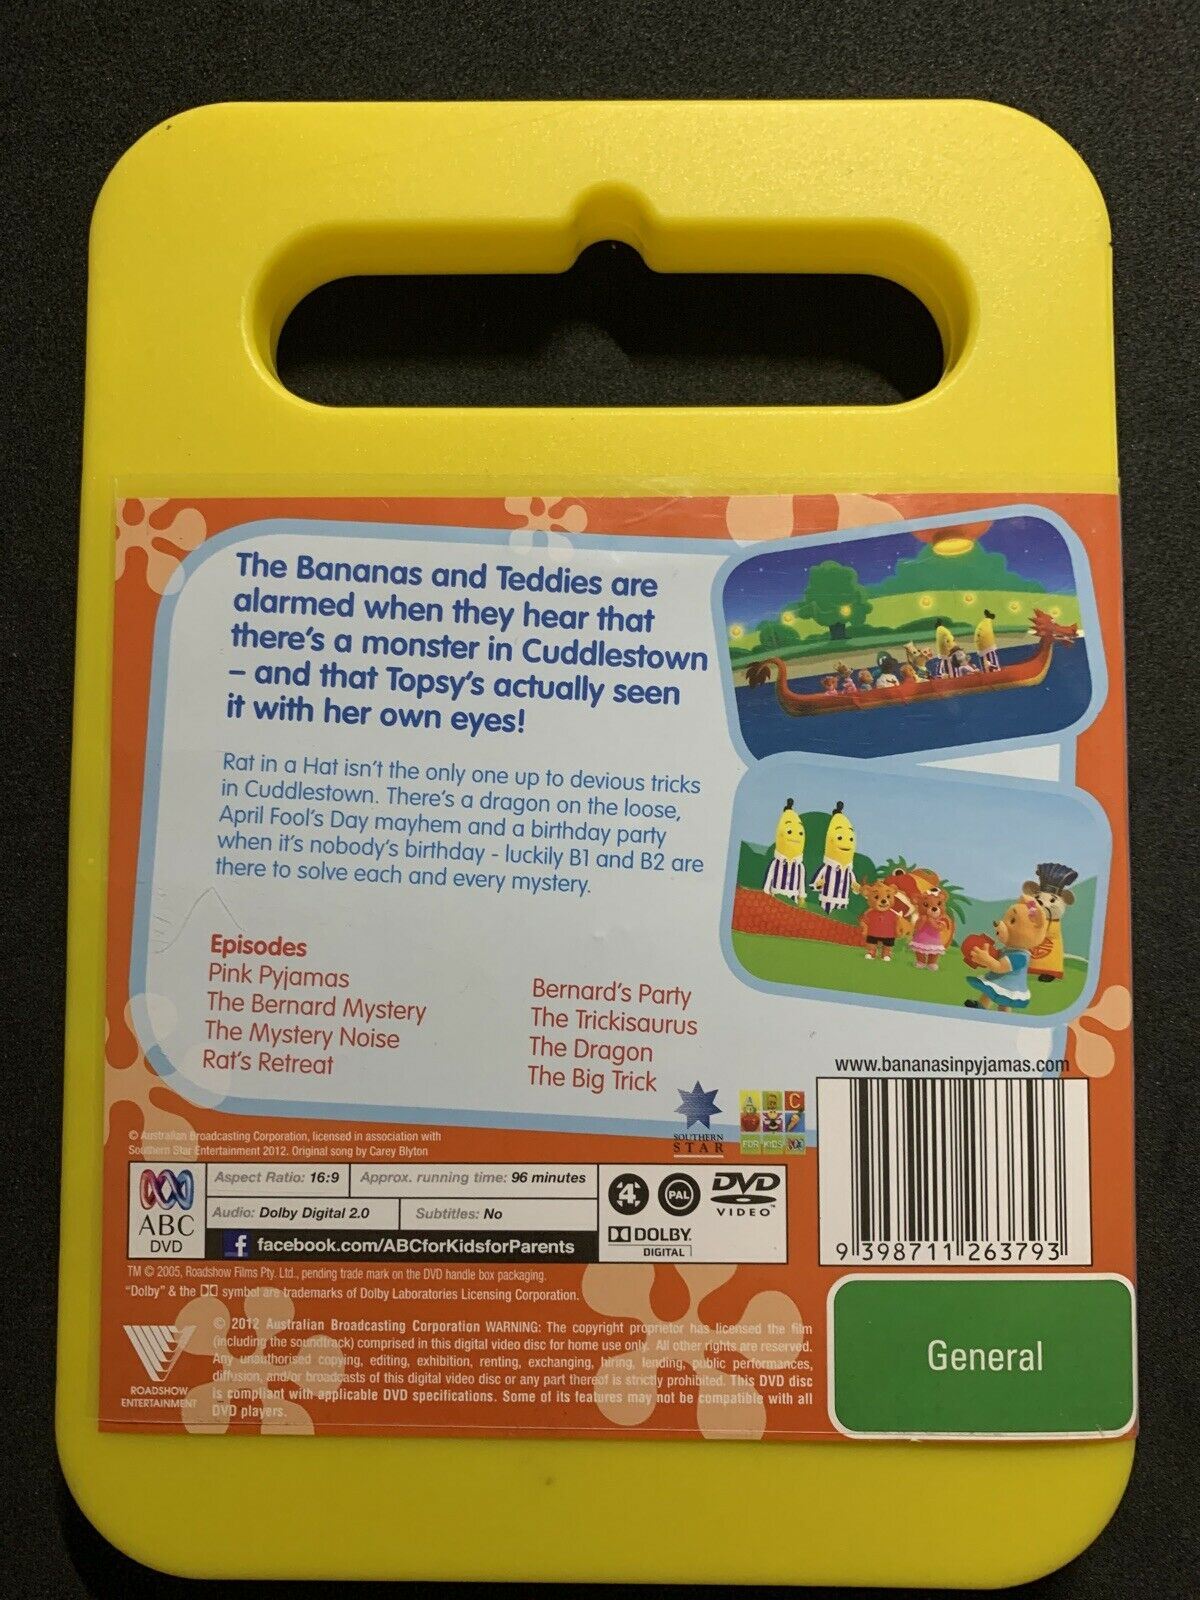 The Bananas and Teddies are
alarmed when they hear that
there's a monster in Cuddlestown
– and that Topsy's actually seen
it with her own eyes!
Rat in a Hat isn't the only one up to devious tricks
in Cuddlestown. There's a dragon on the loose,
April Fool's Day mayhem and a birthday party
when it's nobody's birthday - luckily B1 and B2 are
there to solve each and every mystery.
Episodes
Pink Pyjamas
The Bernard Mystery
The Mystery Noise
Rat's Retreat
Bernard's Party
The Trickisaurus
The Dragon
The Big Trick
www.bananasinpyjamas.com
SOUTHERN
STAR
A B C
FOR KIDS
© Australian Broadcasting Corporation, licensed in association with
Southern Star Entertainment 2012. Original song by Carey Blyton
ABC
DVD
Aspect Ratio: 16:9
Approx. running time: 96 minutes
Audio: Dolby Digital 2.0
Subtitles: No
f facebook.com/ABCforKidsforParents
4
PAL
DVD
VIDEO™
DOLBY
DIGITAL
9 398711 263793
TM © 2005, Roadshow Films Pty. Ltd., pending trade mark on the DVD handle box packaging.
"Dolby" & the DD symbol are trademarks of Dolby Laboratories Licensing Corporation.
ROADSHOW
ENTERTAINMENT
© 2012 Australian Broadcasting Corporation WARNING: The copyright proprietor has licensed the film
(including the soundtrack) comprised in this digital video disc for home use only. All other rights are reserved.
Any unauthorised copying, editing, exhibition, renting, exchanging, hiring, lending, public performances,
diffusion, and/or broadcasts of this digital video disc or any part thereof is strictly prohibited. This DVD disc
is compliant with applicable DVD specifications. Some of its features may not be compatible with all
DVD players.
General